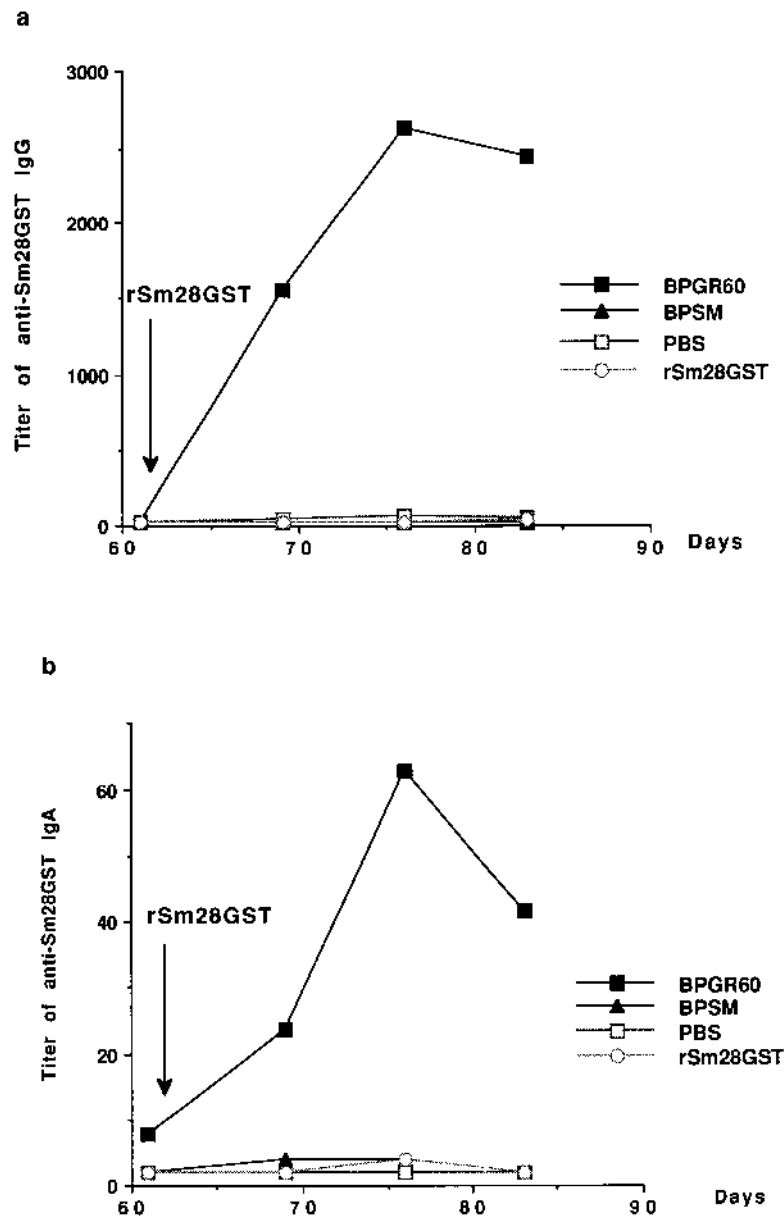 a
3000
Titer of anti-Sm28GST IgG
2000
rSm28GST
BPGR60
BPSM
PBS
rSm28GST
1000
0
60 70 80 90 Days
b
Titer of anti-Sm28GST IgA
60
rSm28GST
40
BPGR60
BPSM
PBS
rSm28GST
20
0
60 70 80 90
Days